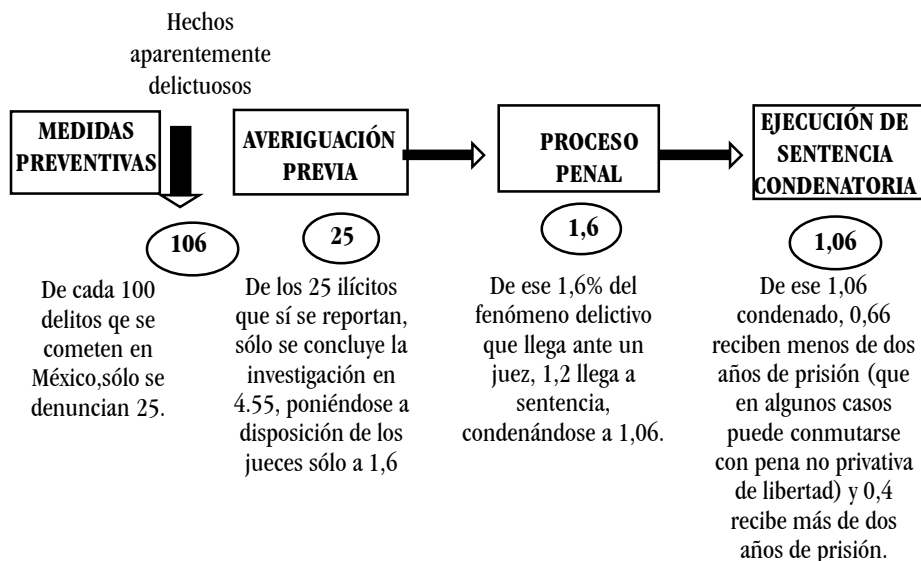 Hechos
aparentemente
delictuosos
MEDIDAS
PREVENTIVAS
AVERIGUACIÓN
PREVIA
PROCESO
PENAL
EJECUCIÓN DE
SENTENCIA
CONDENATORIA
106
De cada 100
delitos qe se
cometen en
México,sólo se
denuncian 25.
25
De los 25 ilícitos
que sí se reportan,
sólo se concluye la
investigación en
4.55, poniéndose a
disposición de los
jueces sólo a 1,6
1,6
De ese 1,6% del
fenómeno delictivo
que llega ante un
juez, 1,2 llega a
sentencia,
condenándose a 1,06.
1,06
De ese 1,06
condenado, 0,66
reciben menos de dos
años de prisión (que
en algunos casos
puede conmutarse
con pena no privativa
de libertad) y 0,4
recibe más de dos
años de prisión.